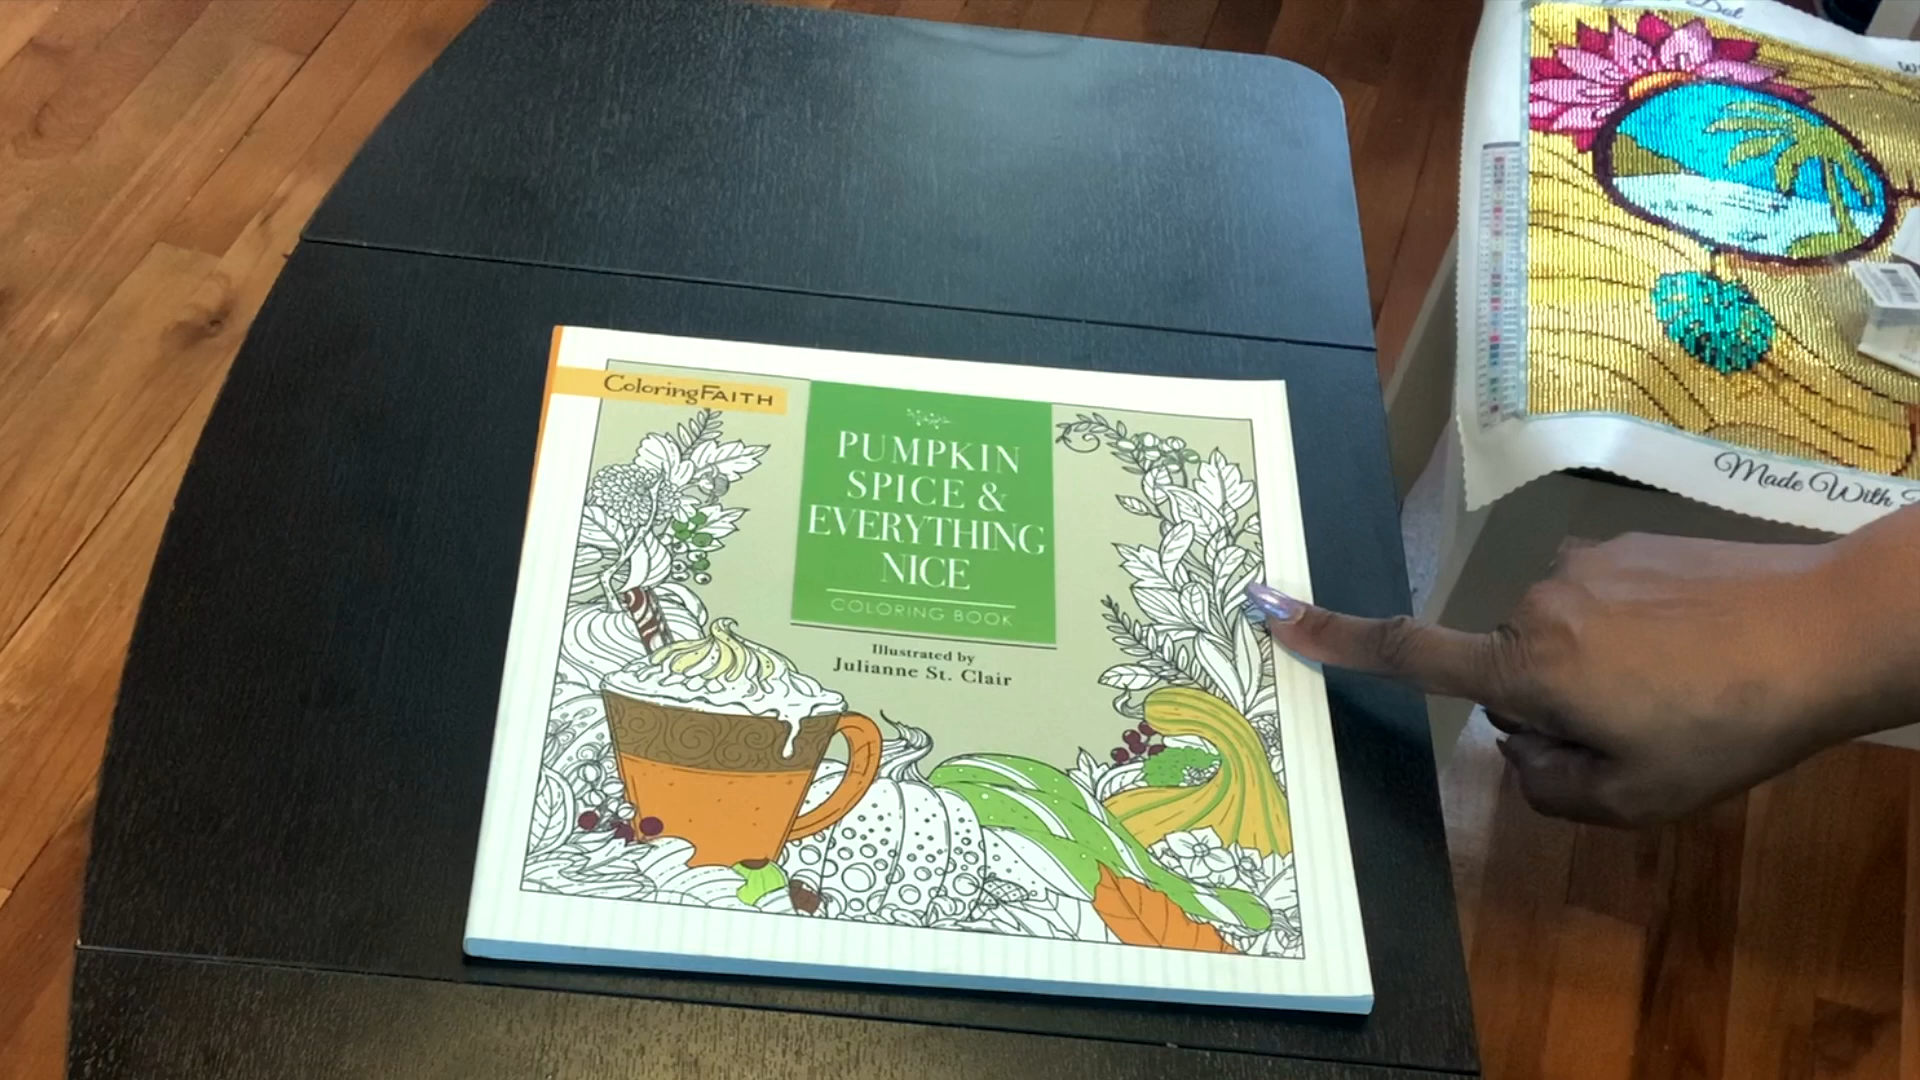 ColoringFAITH
PUMPKIN
SPICE &
EVERYTHING
NICE
COLORING BOOK
Illustrated by
Julianne St. Clair
Made With